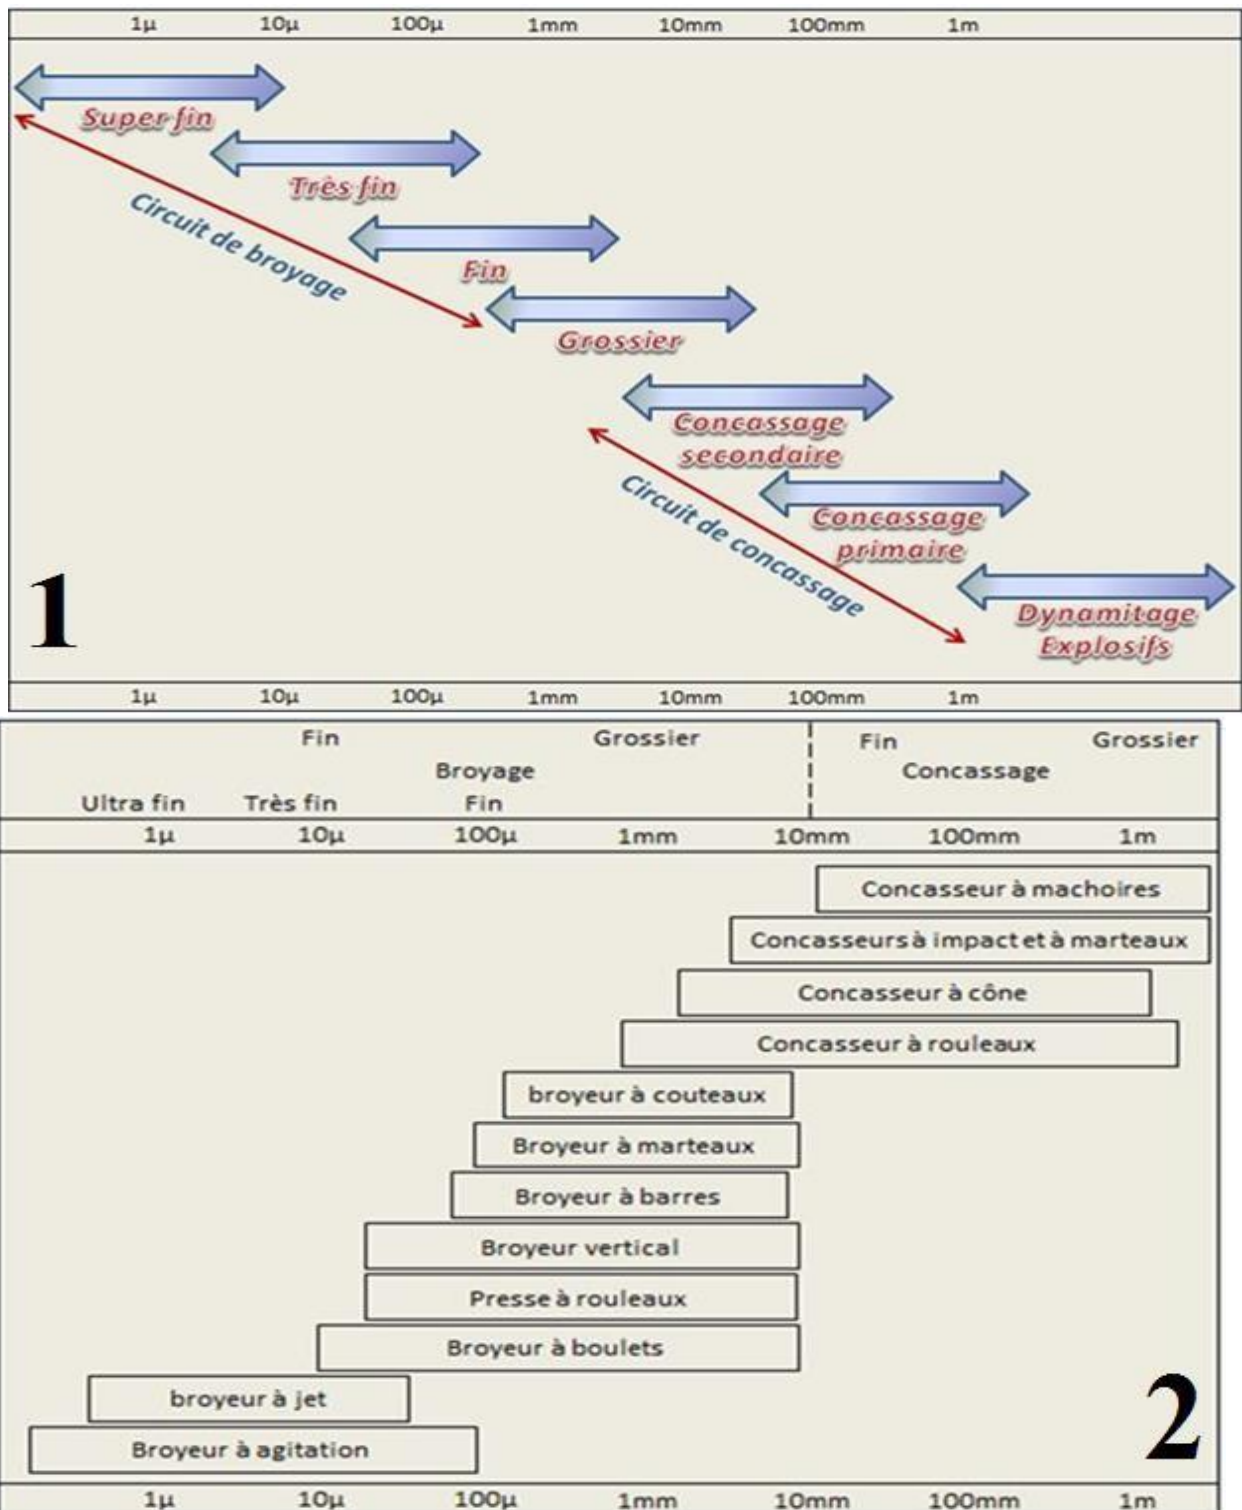 1µ 10µ 100µ 1mm 10mm 100mm 1m
Super fin
Très fin
Circuit de broyage
Fin
Grossier
Concassage
secondaire
Circuit de concassage
Concassage
primaire
Dynamitage
Explosifs
1
1µ 10µ 100µ 1mm 10mm 100mm 1m
Fin Grossier Fin Grossier
Broyage Concassage
Ultra fin Très fin Fin
1µ 10µ 100µ 1mm 10mm 100mm 1m
Concasseur à machoires
Concasseurs à impact et à marteaux
Concasseur à cône
Concasseur à rouleaux
broyeur à couteaux
Broyeur à marteaux
Broyeur à barres
Broyeur vertical
Presse à rouleaux
Broyeur à boulets
broyeur à jet
Broyeur à agitation
2
1µ 10µ 100µ 1mm 10mm 100mm 1m